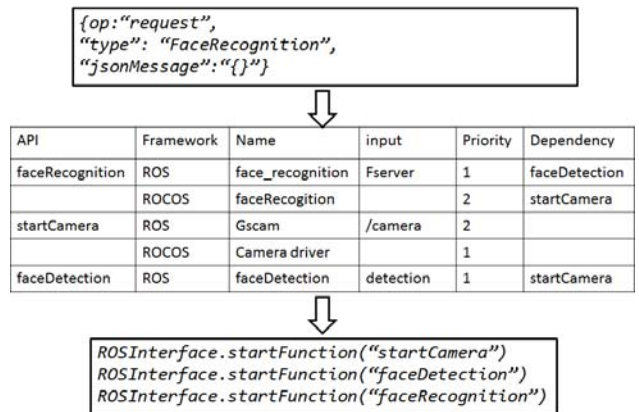 {op:“request”,
“type”: “FaceRecognition”,
“jsonMessage”:“{}”}
API Framework Name input Priority Dependency
faceRecognition ROS face_recognition Fserver 1 faceDetection
ROCOS faceRecogition 2 startCamera
startCamera ROS Gscam /camera 2
ROCOS Camera driver 1
faceDetection ROS faceDetection detection 1 startCamera
ROSInterface.startFunction(“startCamera”)
ROSInterface.startFunction(“faceDetection”)
ROSInterface.startFunction(“faceRecognition”)